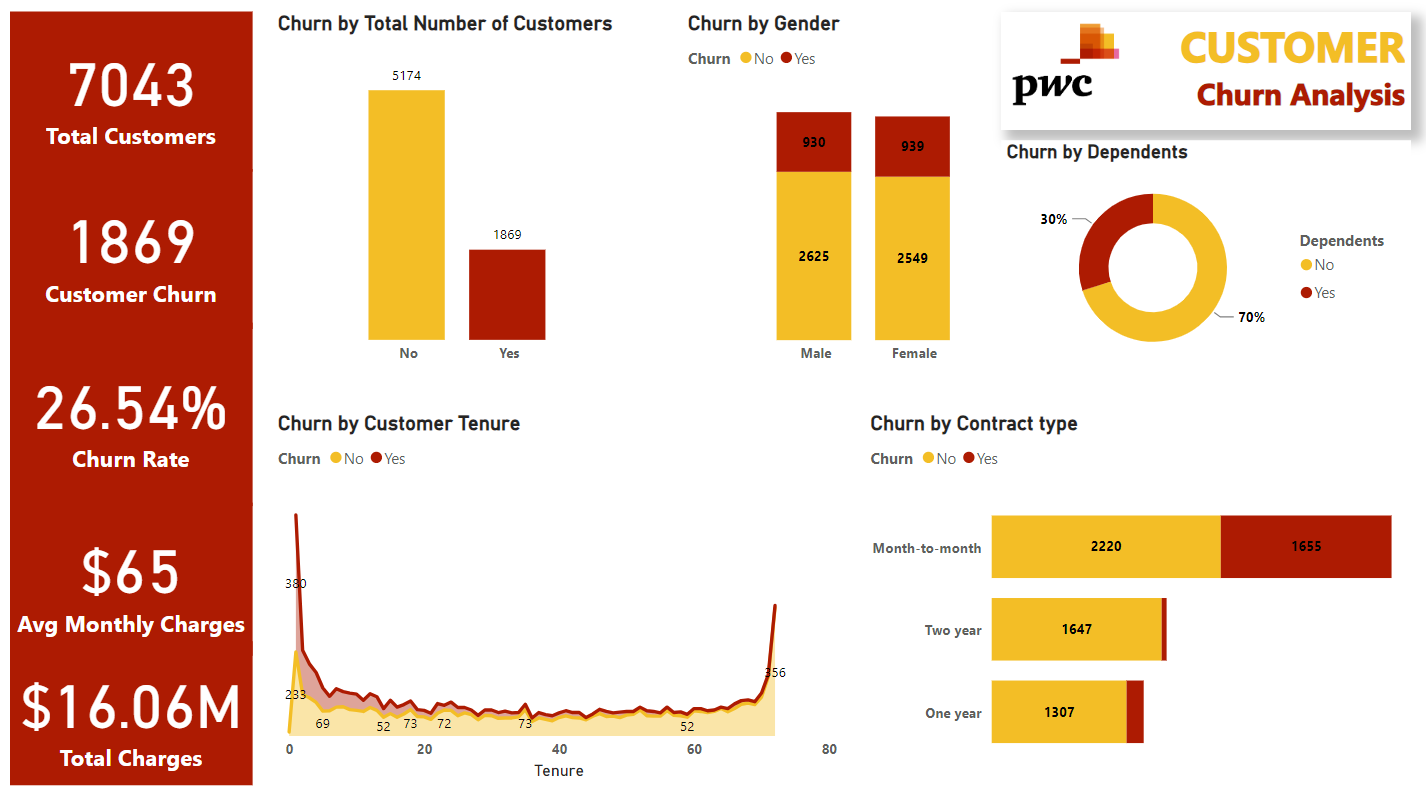 7043
Total Customers
1869
Customer Churn
26.54%
Churn Rate
$65
Avg Monthly Charges
$16.06M
Total Charges
Churn by Total Number of Customers
5174
1869
No
Yes
Churn by Gender
Churn No Yes
930
939
2625
2549
Male
Female
pwc
CUSTOMER
Churn Analysis
Churn by Dependents
30%
70%
Dependents
No
Yes
Churn by Customer Tenure
Churn No Yes
380
233
69
52
73
72
73
52
356
0
20
40
60
80
Tenure
Churn by Contract type
Churn No Yes
Month-to-month
2220
1655
Two year
1647
One year
1307